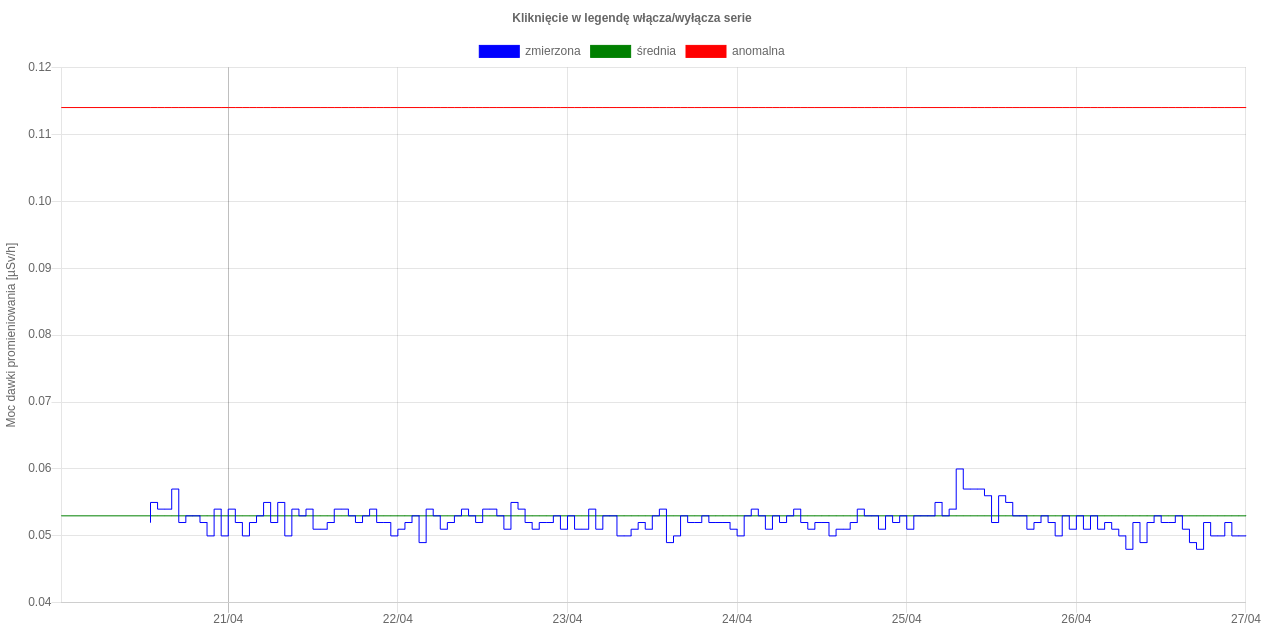 Kliknięcie w legendę włącza/wyłącza serie
zmierzona średnia anomalna
Moc dawki promieniowania [µSv/h]
0.12
0.11
0.10
0.09
0.08
0.07
0.06
0.05
0.04
21/04 22/04 23/04 24/04 25/04 26/04 27/04